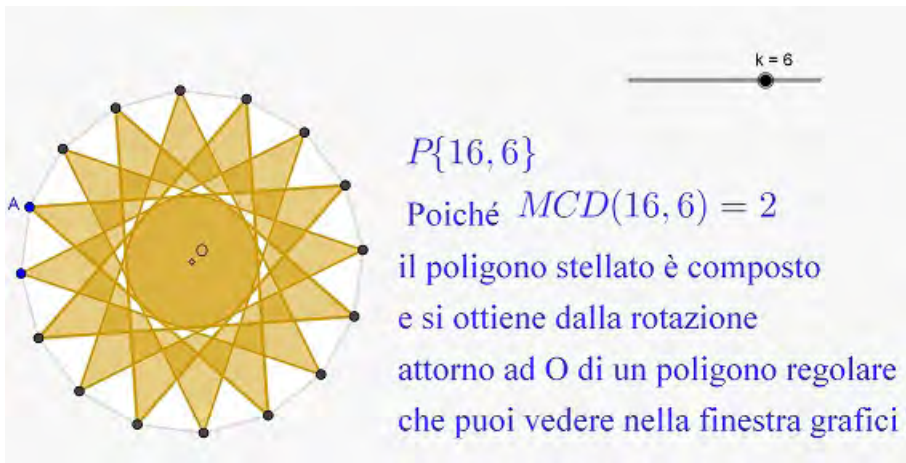 k = 6
P{16, 6}
A
Poiché MCD(16, 6) = 2
O
il poligono stellato è composto
e si ottiene dalla rotazione
attorno ad O di un poligono regolare
che puoi vedere nella finestra grafici